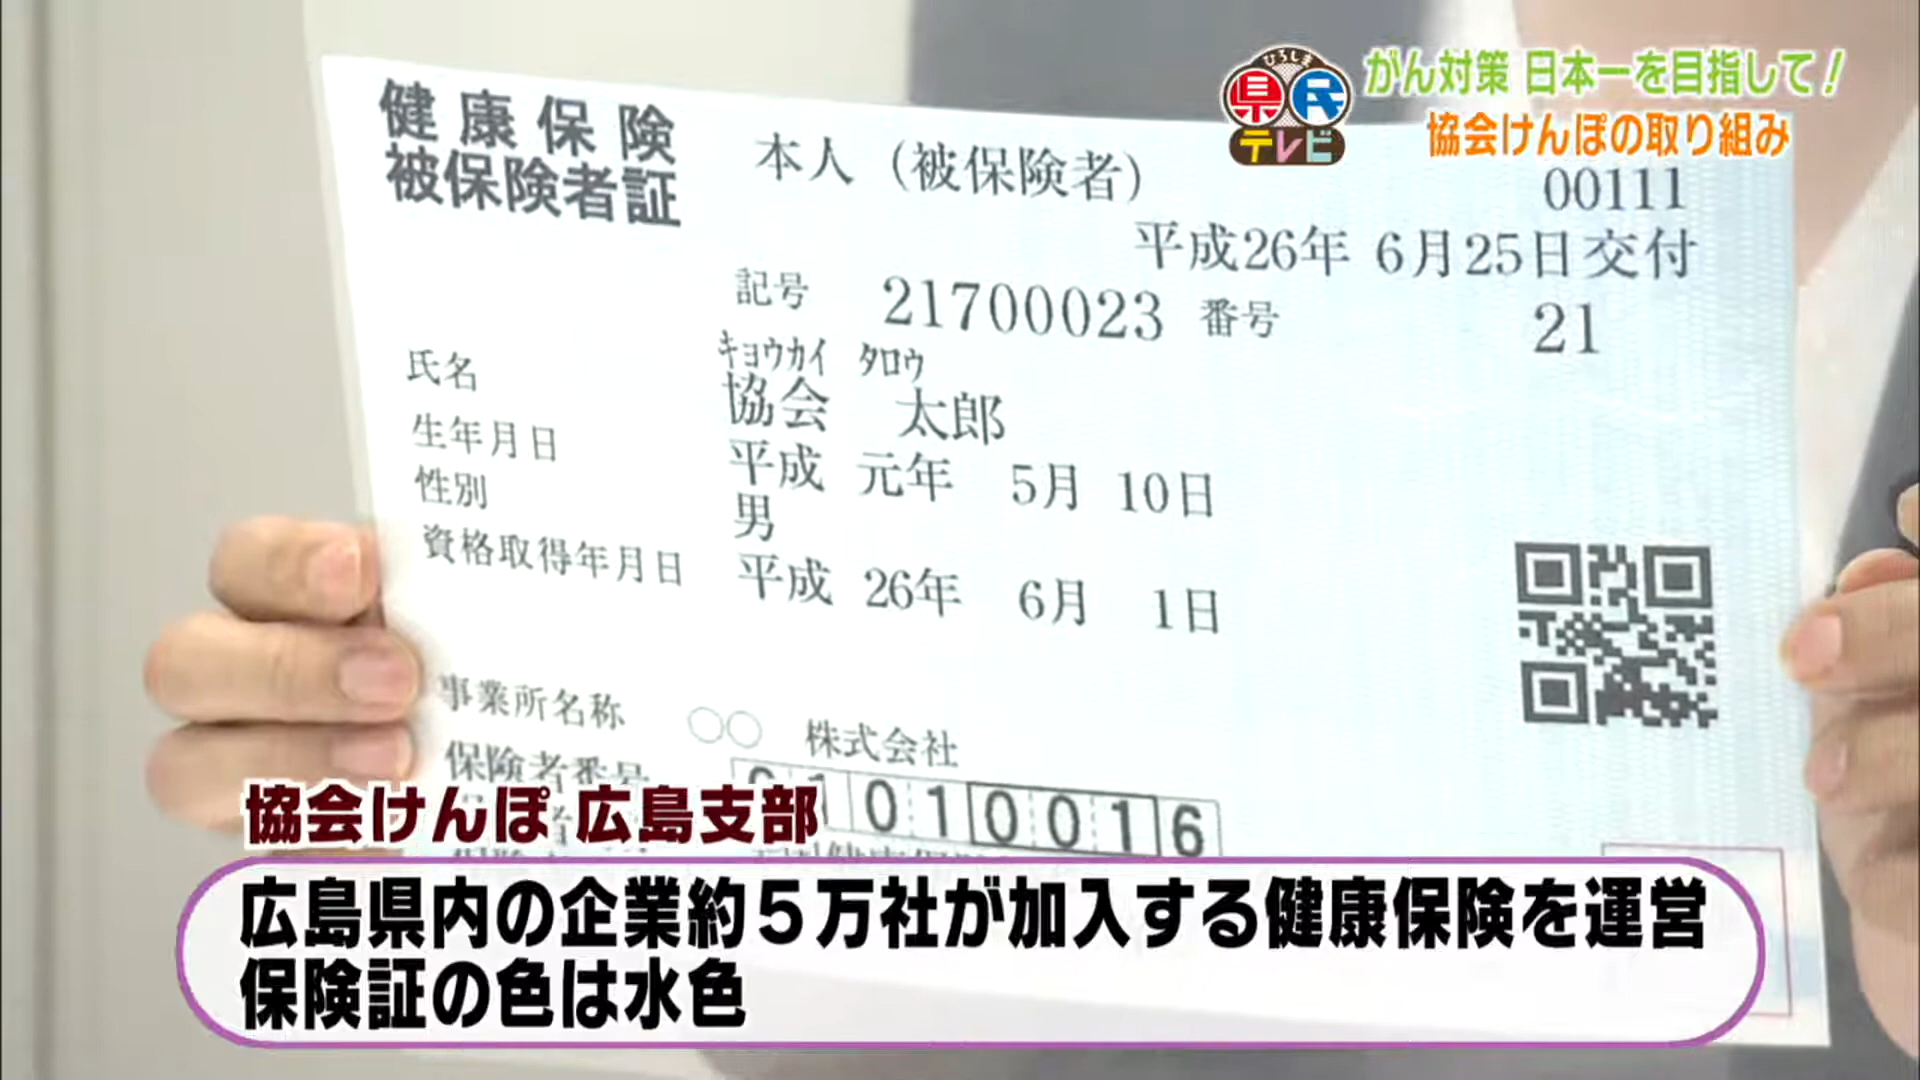 ひろしま
県民
テレビ
がん対策 日本一を目指して!
協会けんぽの取り組み
健康保険
被保険者証
本人（被保険者）
00111
平成26年 6月25日交付
記号 21700023 番号 21
ｷｮｳｶｲ ﾀﾛｳ
氏名 協会 太郎
生年月日 平成 元年 5月 10日
性別 男
資格取得年月日 平成 26年 6月 1日
事業所名称 ○○ 株式会社
保険者番号 01010016
協会けんぽ 広島支部
広島県内の企業約５万社が加入する健康保険を運営
保険証の色は水色